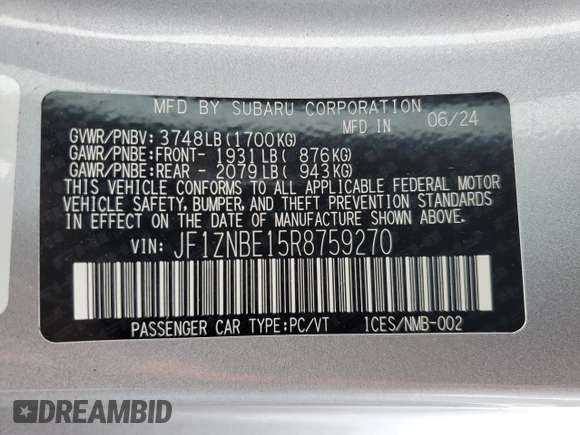 MFD BY SUBARU CORPORATION
MFD IN 06/24
GVWR/PNBV: 3748LB(1700KG)
GAWR/PNBE:FRONT- 1931LB( 876KG)
GAWR/PNBE:REAR - 2079LB( 943KG)
THIS VEHICLE CONFORMS TO ALL APPLICABLE FEDERAL MOTOR
VEHICLE SAFETY, BUMPER, AND THEFT PREVENTION STANDARDS
IN EFFECT ON THE DATE OF MANUFACTURE SHOWN ABOVE.
VIN: JF1ZNBE15R8759270
PASSENGER CAR TYPE:PC/VT ICES/NMB-002
DREAMBID